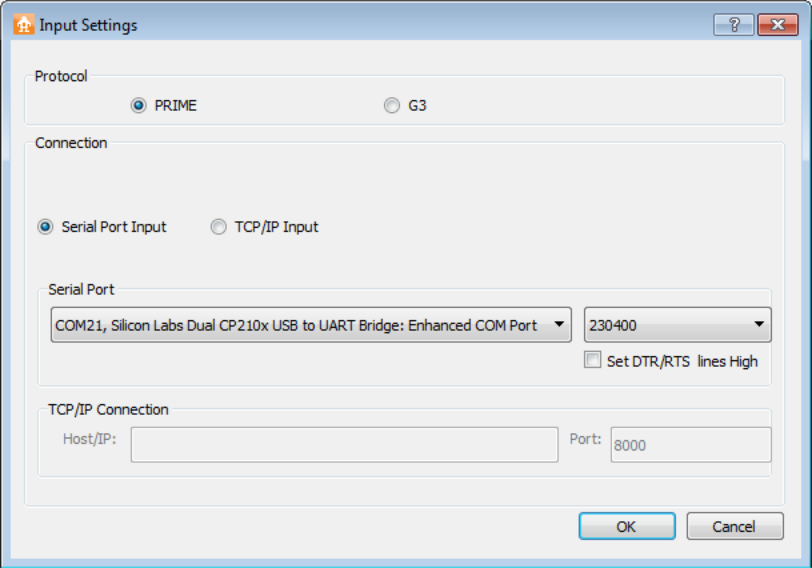 Input Settings
Protocol
PRIME G3
Connection
Serial Port Input TCP/IP Input
Serial Port
COM21, Silicon Labs Dual CP210x USB to UART Bridge: Enhanced COM Port 230400
Set DTR/RTS lines High
TCP/IP Connection
Host/IP: Port: 8000
OK Cancel